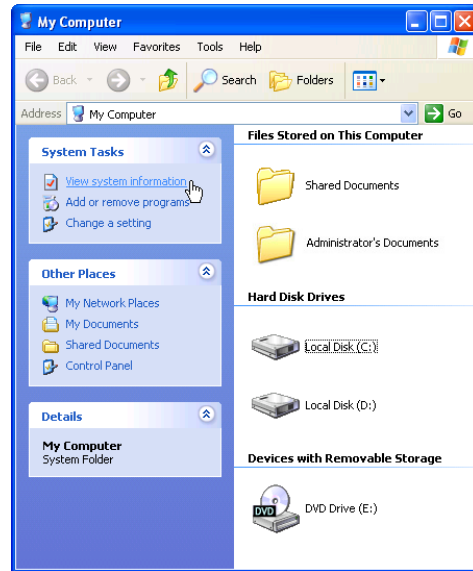 My Computer
File Edit View Favorites Tools Help
Back Search Folders
Address My Computer Go
System Tasks
View system information
Add or remove programs
Change a setting
Other Places
My Network Places
My Documents
Shared Documents
Control Panel
Details
My Computer
System Folder
Files Stored on This Computer
Shared Documents
Administrator's Documents
Hard Disk Drives
Local Disk (C:)
Local Disk (D:)
Devices with Removable Storage
DVD
DVD Drive (E:)